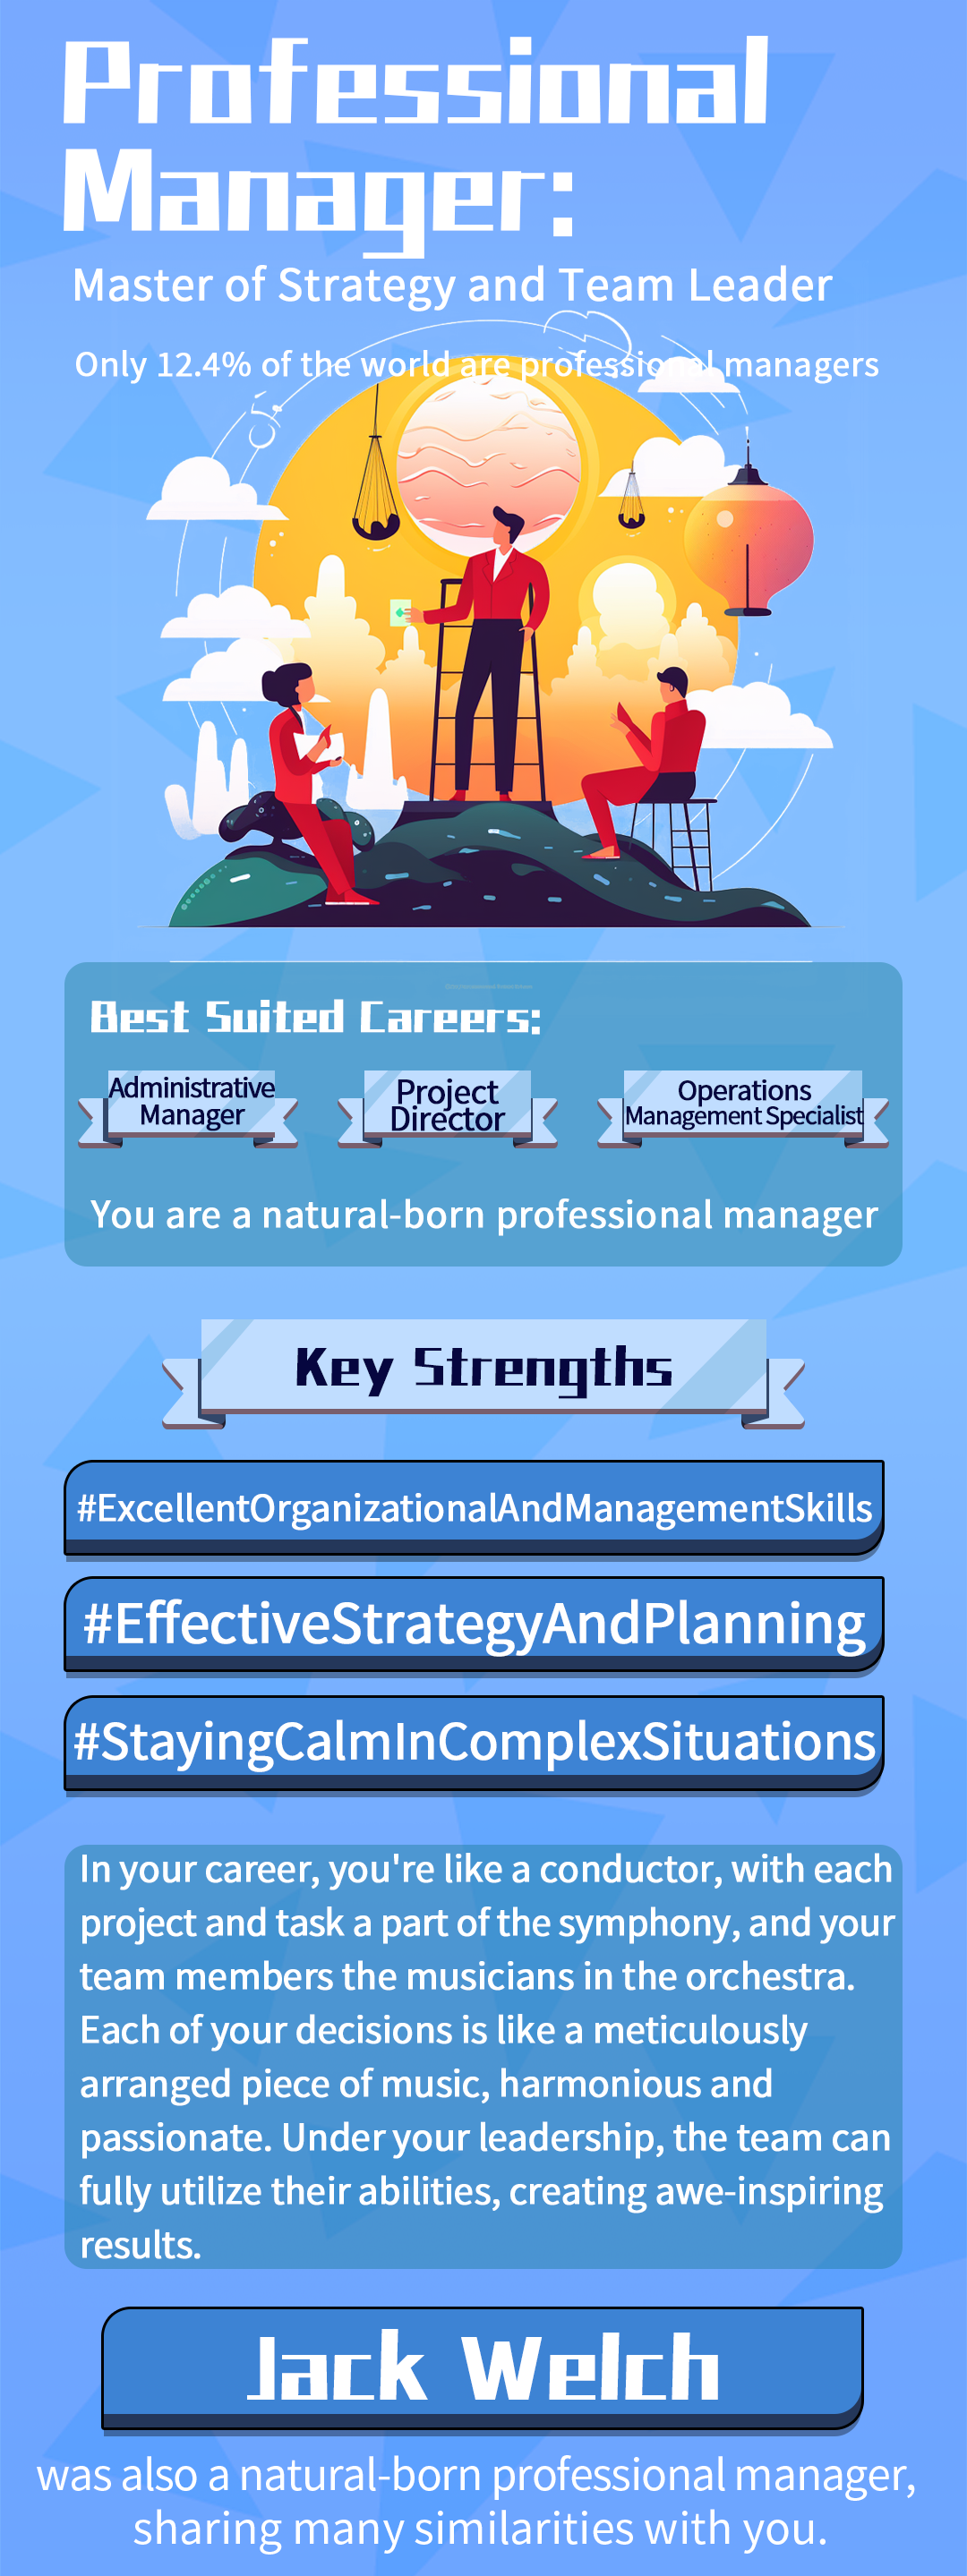 Professional
Manager:
Master of Strategy and Team Leader
Only 12.4% of the world are professional managers
Best Suited Careers:
Administrative
Manager
Project
Director
Operations
Management Specialist
You are a natural-born professional manager
Key Strengths
#ExcellentOrganizationalAndManagementSkills
#EffectiveStrategyAndPlanning
#StayingCalmInComplexSituations
In your career, you're like a conductor, with each
project and task a part of the symphony, and your
team members the musicians in the orchestra.
Each of your decisions is like a meticulously
arranged piece of music, harmonious and
passionate. Under your leadership, the team can
fully utilize their abilities, creating awe-inspiring
results.
Jack Welch
was also a natural-born professional manager,
sharing many similarities with you.